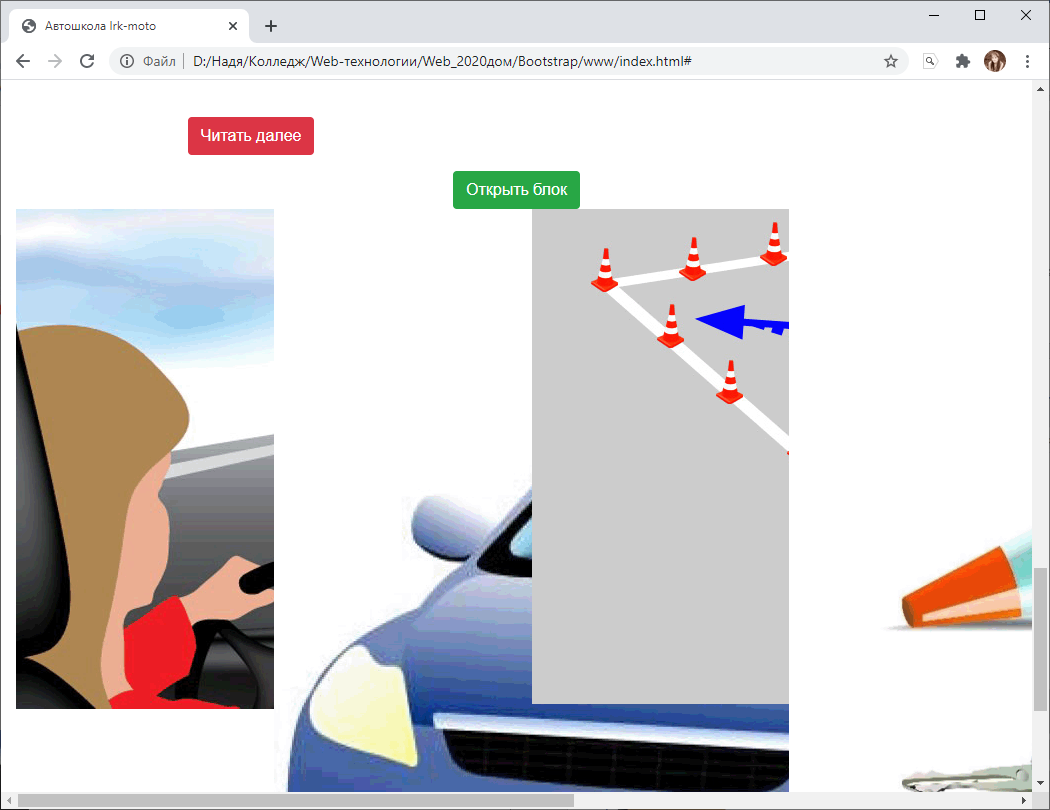 Автошкола Irk-moto
Файл
D:/Надя/Колледж/Web-технологии/Web_2020дом/Bootstrap/www/index.html#
Читать далее
Открыть блок